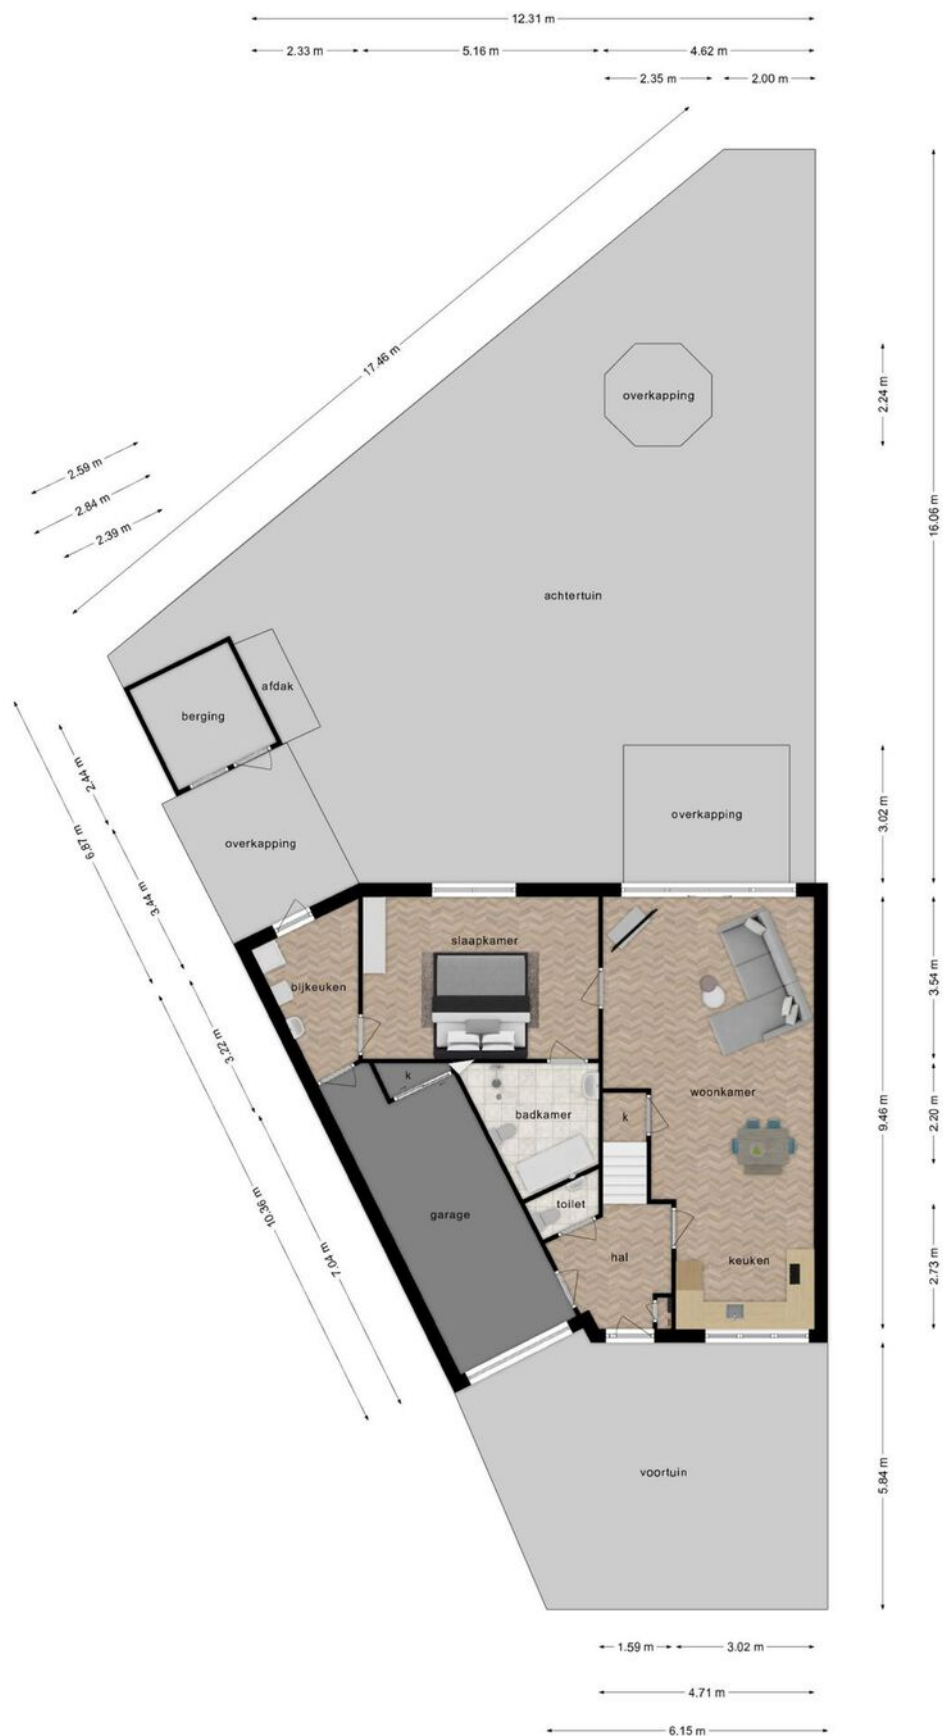 12.31 m
2.33 m
5.16 m
4.62 m
2.35 m
2.00 m
17.46 m
overkapping
2.24 m
16.06 m
2.59 m
2.84 m
2.39 m
achtertuin
afdak
berging
overkapping
overkapping
3.02 m
2.44 m
6.87 m
3.44 m
slaapkamer
bijkeuken
3.54 m
3.22 m
k
badkamer
woonkamer
k
9.46 m
2.20 m
garage
toilet
hal
keuken
10.36 m
7.04 m
2.73 m
voortuin
5.84 m
1.59 m
3.02 m
4.71 m
6.15 m